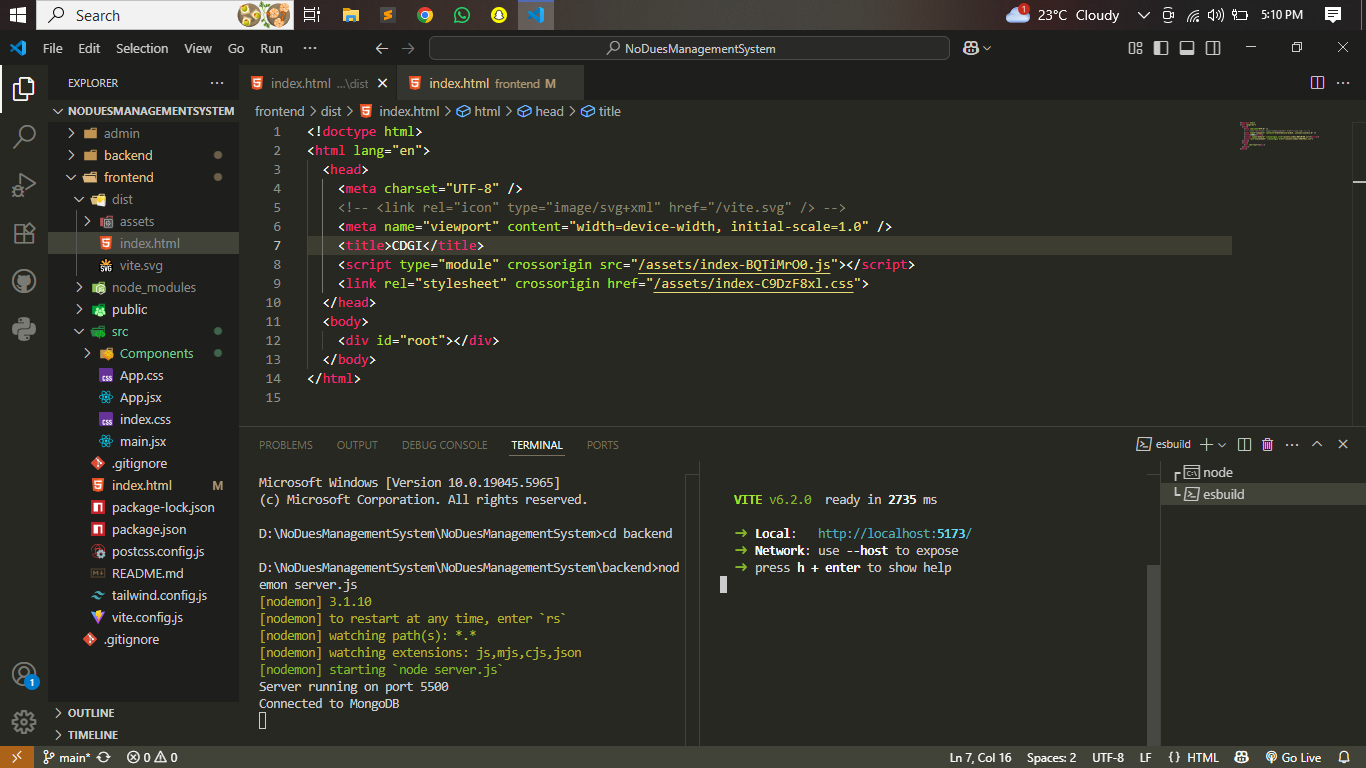 Search
1
23°C Cloudy
5:10 PM
File Edit Selection View Go Run ···
NoDuesManagementSystem
EXPLORER ···
NODUESMANAGEMENTSYSTEM
admin
backend
frontend
dist
assets
index.html
vite.svg
node_modules
public
src
Components
App.css
App.jsx
index.css
main.jsx
.gitignore
index.html M
package-lock.json
package.json
postcss.config.js
README.md
tailwind.config.js
vite.config.js
.gitignore
OUTLINE
TIMELINE
index.html ...\dist
index.html frontend M
frontend > dist > index.html > html > head > title
1 <!doctype html>
2 <html lang="en">
3 <head>
4 <meta charset="UTF-8" />
5 <!-- <link rel="icon" type="image/svg+xml" href="/vite.svg" /> -->
6 <meta name="viewport" content="width=device-width, initial-scale=1.0" />
7 <title>CDGI</title>
8 <script type="module" crossorigin src="/assets/index-BQTiMrO0.js"></script>
9 <link rel="stylesheet" crossorigin href="/assets/index-C9DzF8xl.css">
10 </head>
11 <body>
12 <div id="root"></div>
13 </body>
14 </html>
15
PROBLEMS OUTPUT DEBUG CONSOLE TERMINAL PORTS
esbuild
Microsoft Windows [Version 10.0.19045.5965]
(c) Microsoft Corporation. All rights reserved.
D:\NoDuesManagementSystem\NoDuesManagementSystem>cd backend
D:\NoDuesManagementSystem\NoDuesManagementSystem\backend>nod
emon server.js
[nodemon] 3.1.10
[nodemon] to restart at any time, enter `rs`
[nodemon] watching path(s): *.*
[nodemon] watching extensions: js,mjs,cjs,json
[nodemon] starting `node server.js`
Server running on port 5500
Connected to MongoDB
VITE v6.2.0 ready in 2735 ms
➜ Local: http://localhost:5173/
➜ Network: use --host to expose
➜ press h + enter to show help
node
esbuild
1
main* 0 0
Ln 7, Col 16 Spaces: 2 UTF-8 LF {} HTML Go Live